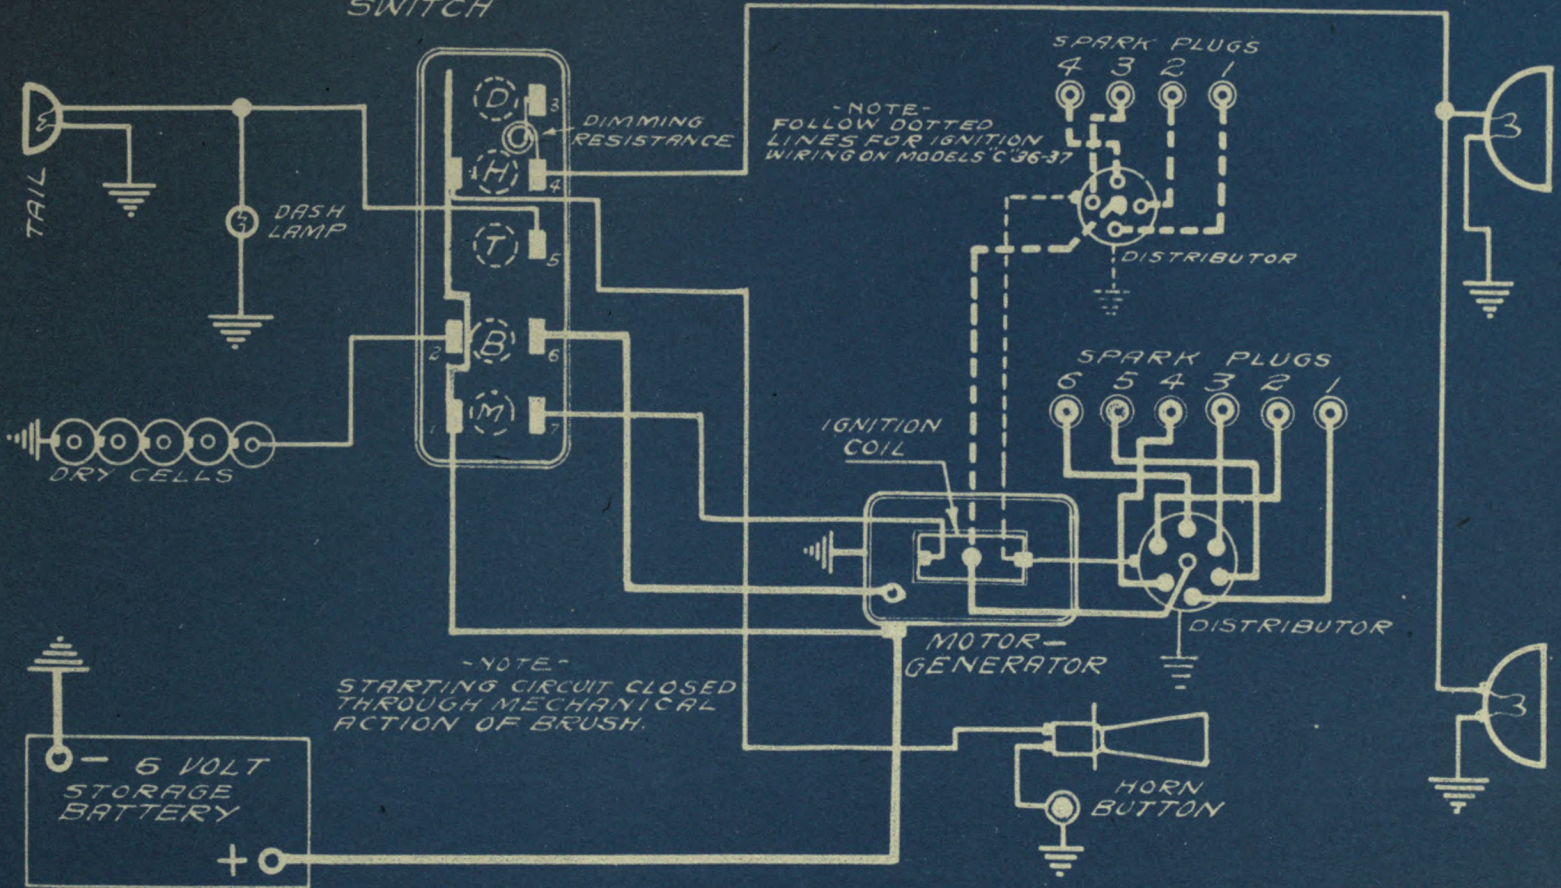 SWITCH
TAIL
DASH
LAMP
DRY CELLS
D
3
DIMMING
RESISTANCE
H
4
T
5
2
B
6
1
M
7
-NOTE-
FOLLOW DOTTED
LINES FOR IGNITION
WIRING ON MODELS "C" 36-37
SPARK PLUGS
4 3 2 1
DISTRIBUTOR
SPARK PLUGS
6 5 4 3 2 1
IGNITION
COIL
DISTRIBUTOR
MOTOR-
GENERATOR
-NOTE-
STARTING CIRCUIT CLOSED
THROUGH MECHANICAL
ACTION OF BRUSH.
- 6 VOLT
STORAGE
BATTERY
+
HORN
BUTTON